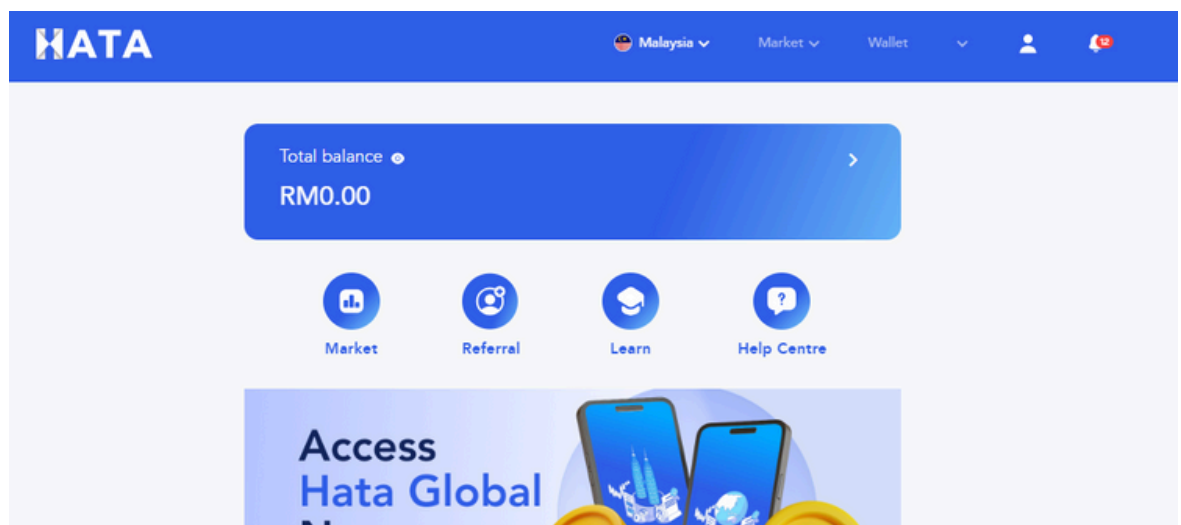 HATA
Malaysia Market Wallet 12
Total balance
RM0.00
Market Referral Learn Help Centre
Access
Hata Global